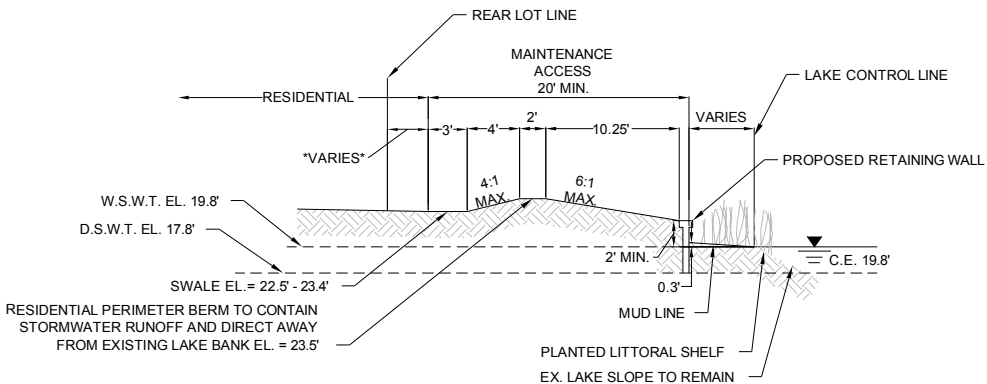 REAR LOT LINE
MAINTENANCE
ACCESS
20' MIN.
LAKE CONTROL LINE
RESIDENTIAL
VARIES
2'
3'
4'
10.25'
*VARIES*
PROPOSED RETAINING WALL
4:1
MAX.
6:1
MAX.
W.S.W.T. EL. 19.8'
D.S.W.T. EL. 17.8'
2' MIN.
C.E. 19.8'
SWALE EL.= 22.5' - 23.4'
0.3'
RESIDENTIAL PERIMETER BERM TO CONTAIN
STORMWATER RUNOFF AND DIRECT AWAY
FROM EXISTING LAKE BANK EL. = 23.5'
MUD LINE
PLANTED LITTORAL SHELF
EX. LAKE SLOPE TO REMAIN